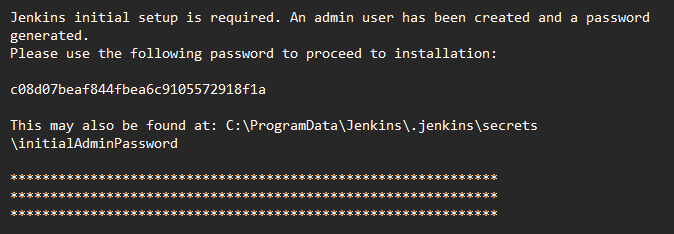 Jenkins initial setup is required. An admin user has been created and a password
generated.
Please use the following password to proceed to installation:
c08d07beaf844fbea6c9105572918f1a
This may also be found at: C:\ProgramData\Jenkins\.jenkins\secrets
\initialAdminPassword
*************************************************************
*************************************************************
*************************************************************